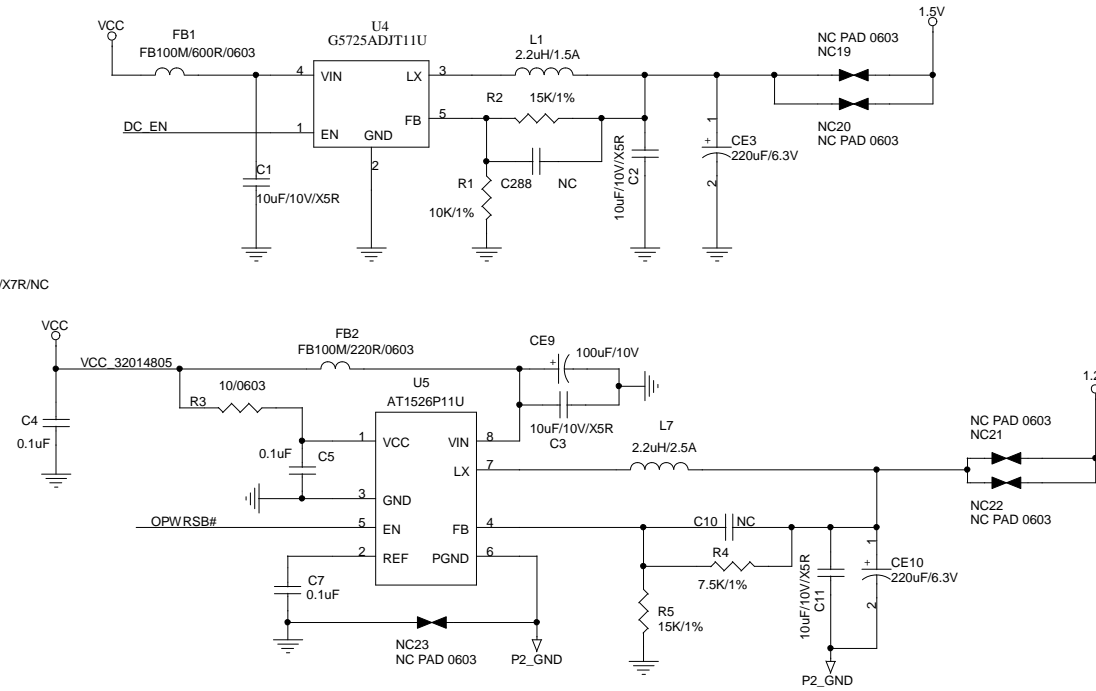 VCC
FB1
FB100M/600R/0603
U4
G5725ADJT11U
4
VIN
LX
3
L1
2.2uH/1.5A
1.5V
NC PAD 0603
NC19
NC20
NC PAD 0603
DC_EN
1
EN
GND
FB
5
2
R2
15K/1%
C288
NC
R1
10K/1%
C1
10uF/10V/X5R
10uF/10V/X5R
C2
1
+
CE3
220uF/6.3V
2
/X7R/NC
VCC
VCC_32014805
C4
0.1uF
FB2
FB100M/220R/0603
R3
10/0603
CE9
+
100uF/10V
10uF/10V/X5R
C3
U5
AT1526P11U
1
VCC
VIN
8
0.1uF
C5
LX
7
L7
2.2uH/2.5A
3
GND
OPWRSB#
5
EN
FB
4
2
REF
PGND
6
C7
0.1uF
NC23
NC PAD 0603
P2_GND
C10
NC
R4
7.5K/1%
R5
15K/1%
10uF/10V/X5R
C11
1
+
CE10
220uF/6.3V
2
P2_GND
1.2
NC PAD 0603
NC21
NC22
NC PAD 0603